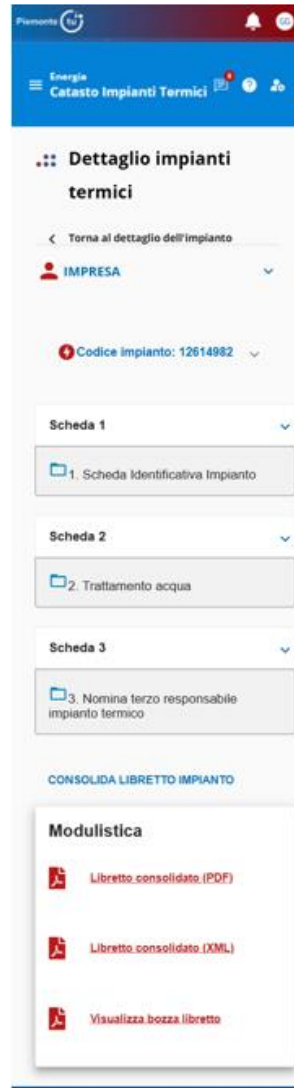 Piemonte tu
GG
Energia
Catasto Impianti Termici
Dettaglio impianti
termici
Torna al dettaglio dell'impianto
IMPRESA
Codice impianto: 12614982
Scheda 1
1. Scheda Identificativa Impianto
Scheda 2
2. Trattamento acqua
Scheda 3
3. Nomina terzo responsabile
impianto termico
CONSOLIDA LIBRETTO IMPIANTO
Modulistica
Libretto consolidato (PDF)
Libretto consolidato (XML)
Visualizza bozza libretto